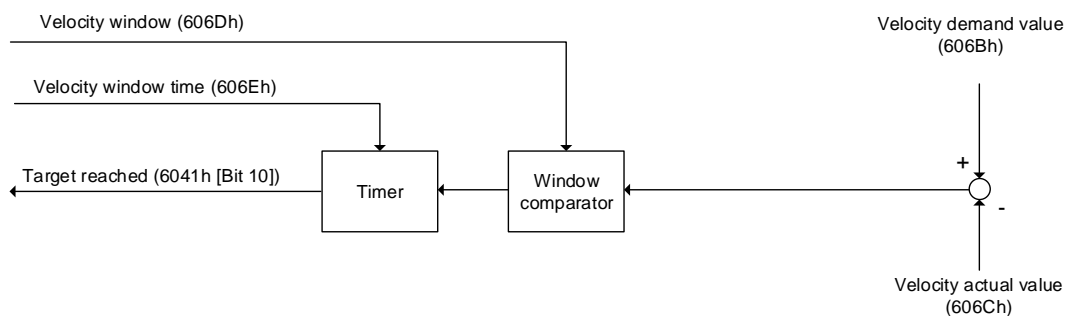 Velocity window (606Dh)
Velocity demand value
(606Bh)
Velocity window time (606Eh)
+
Target reached (6041h [Bit 10])
Timer
Window
comparator
-
Velocity actual value
(606Ch)